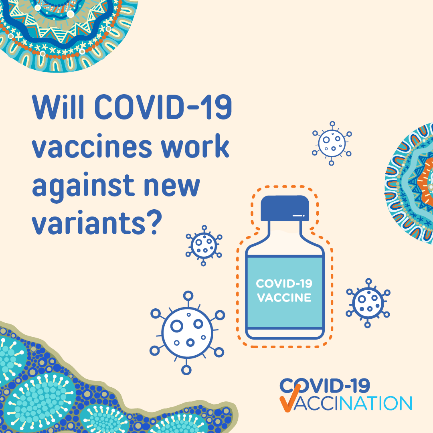 Will COVID-19
vaccines work
against new
variants?
COVID-19
VACCINE
COVID-19
VACCINATION